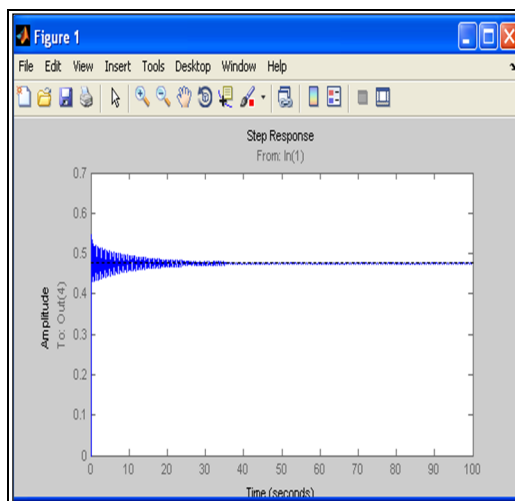 Figure 1
File Edit View Insert Tools Desktop Window Help
Step Response
From: In(1)
0.7
0.6
0.5
0.4
0.3
0.2
0.1
0
Amplitude
To: Out(4)
0 10 20 30 40 50 60 70 80 90 100
Time (seconds)